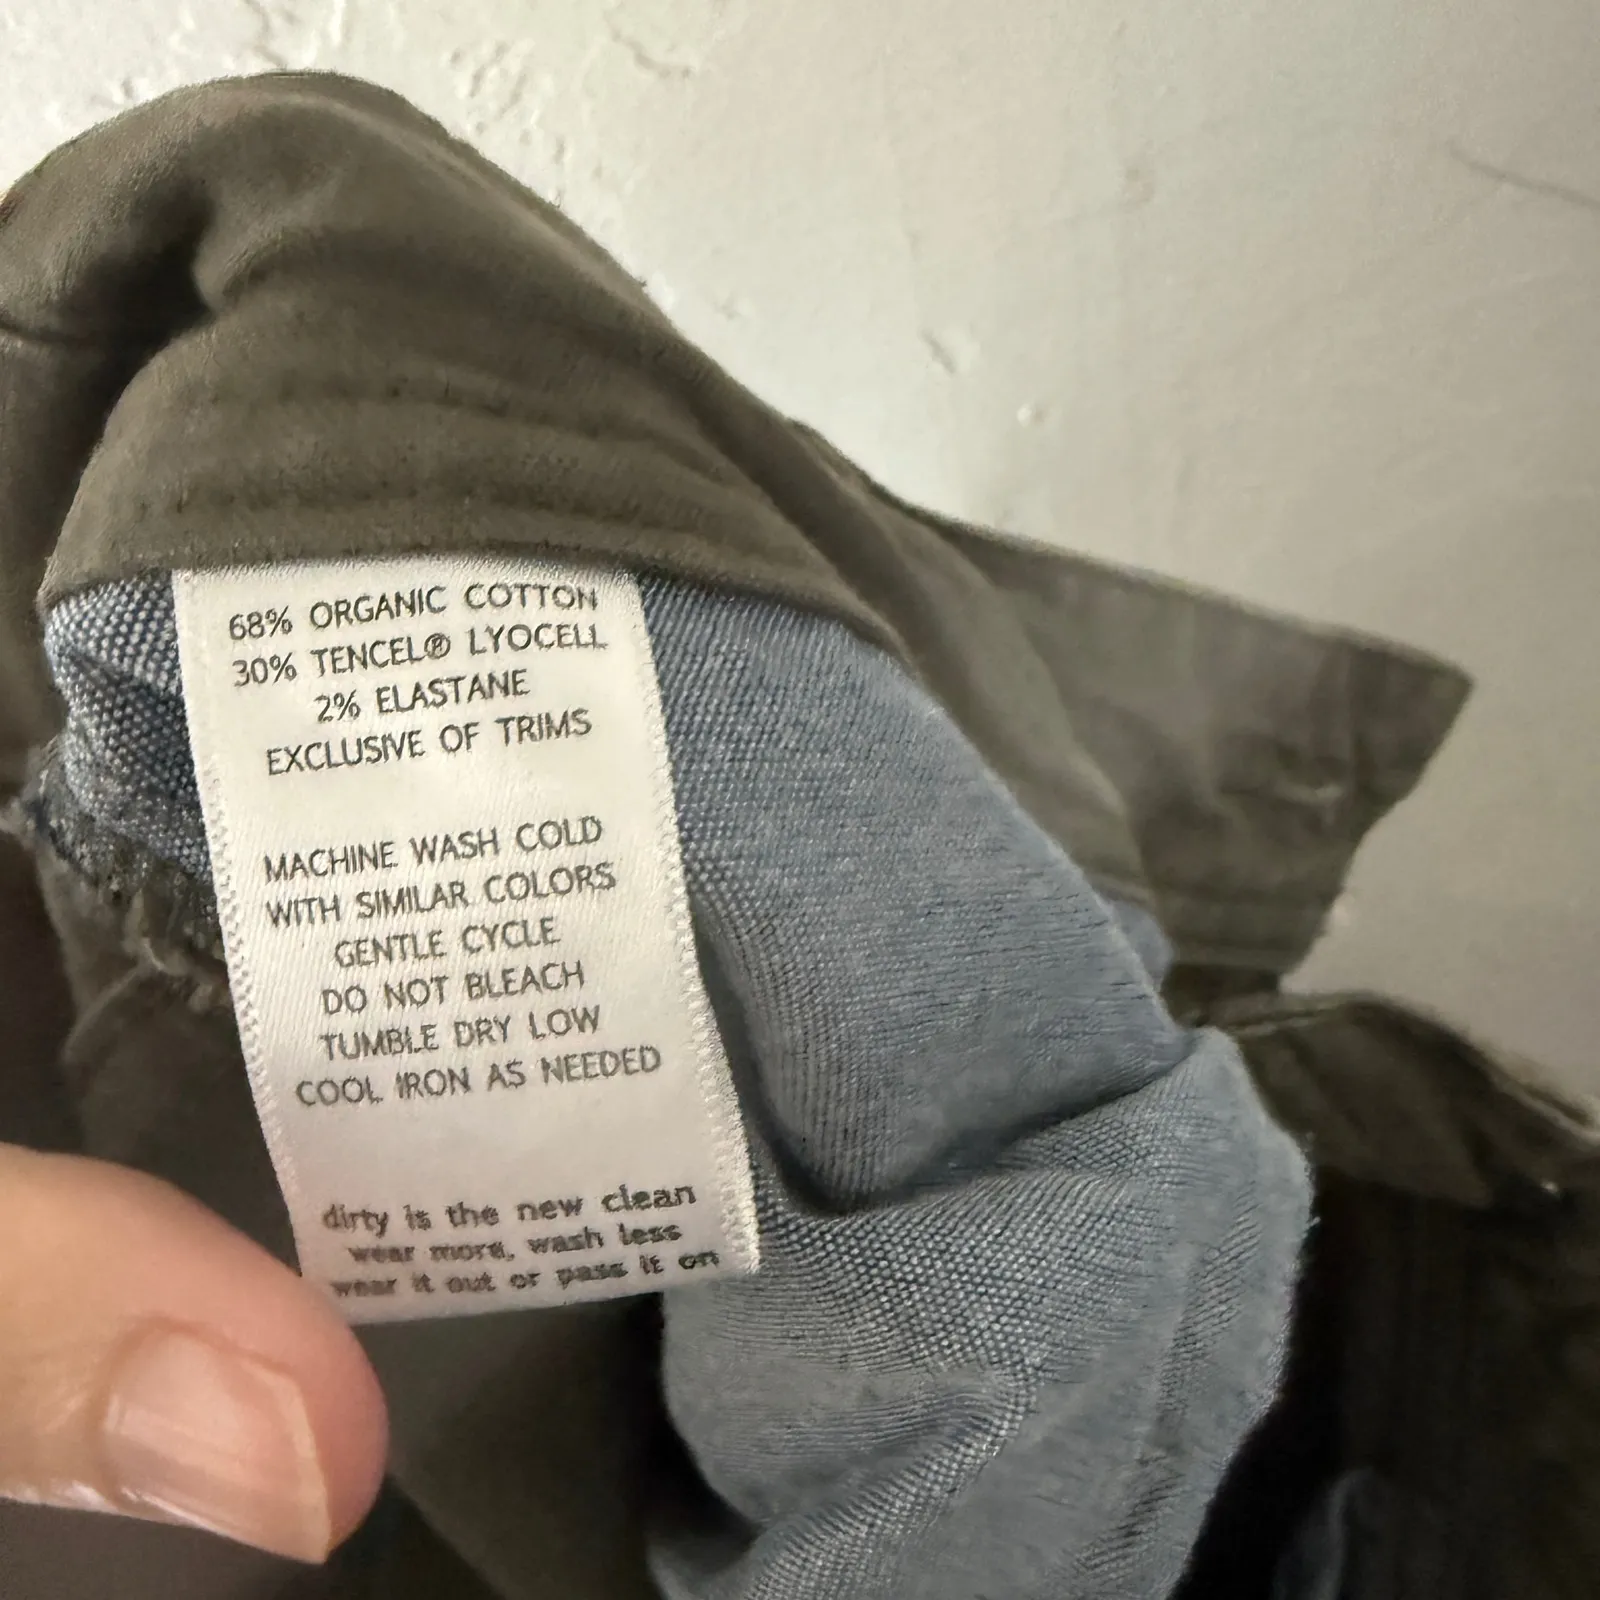 68% ORGANIC COTTON
30% TENCEL® LYOCELL
2% ELASTANE
EXCLUSIVE OF TRIMS
MACHINE WASH COLD
WITH SIMILAR COLORS
GENTLE CYCLE
DO NOT BLEACH
TUMBLE DRY LOW
COOL IRON AS NEEDED
dirty is the new clean
wear more, wash less
wear it out or pass it on